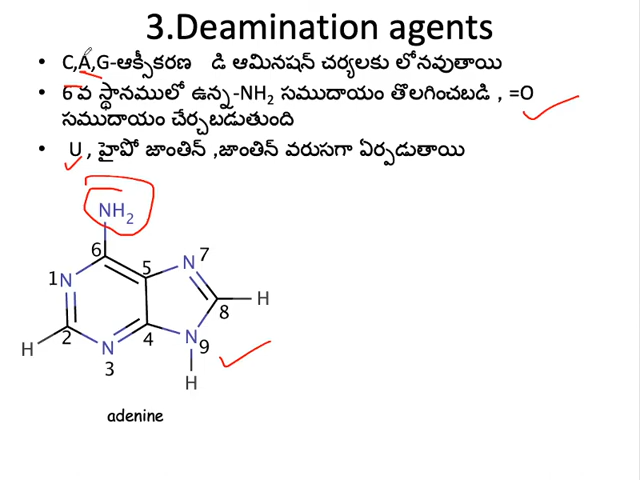 3.Deamination agents
• C,A,G-ఆక్సీకరణ డి ఆమినషన్ చర్యలకు లోనవుతాయి
• 6 వ స్థానములో ఉన్న-NH2 సముదాయం తొలగించబడి , =O
సముదాయం చేర్చబడుతుంది
• U , హైపో జాంతిన్ ,జాంతిన్ వరుసగా ఏర్పడుతాయి
NH2
6
7
1 N
5
N
H
8
2
4
N
9
H
N
3
H
adenine